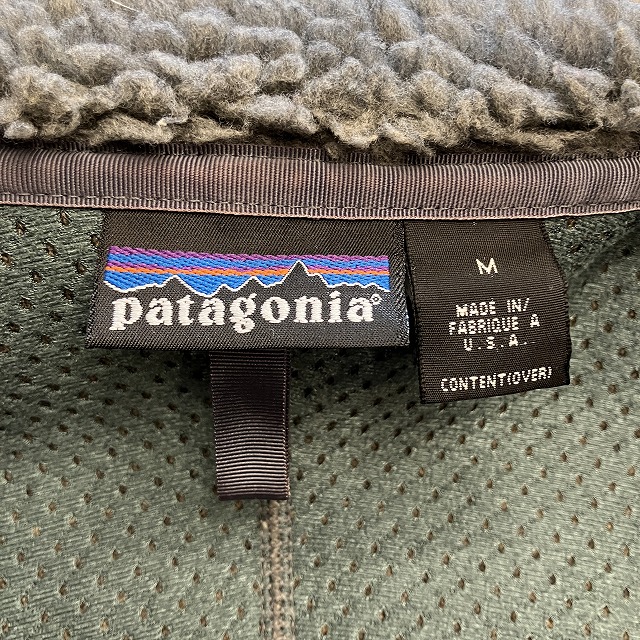 patagonia®
M
MADE IN/
FABRIQUE A
U.S.A.
CONTENT(OVER)